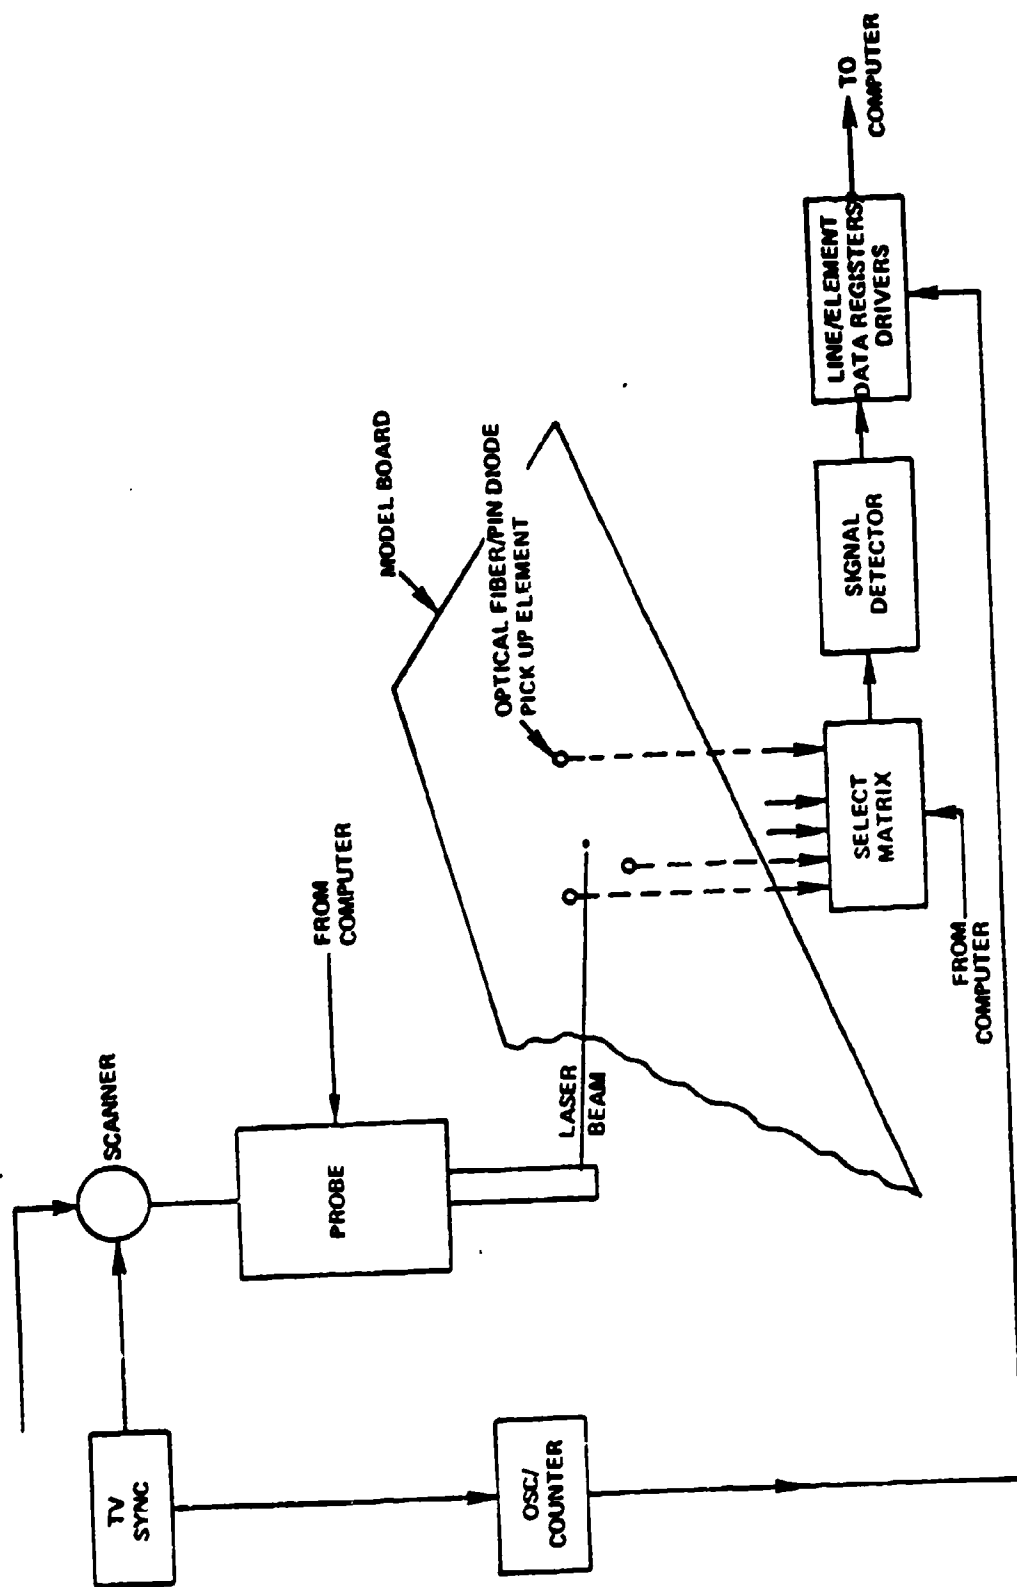 TV
SYNC
SCANNER
PROBE
FROM
COMPUTER
OSC/
COUNTER
LASER
BEAM
MODEL BOARD
OPTICAL FIBER/PIN DIODE
PICK UP ELEMENT
FROM
COMPUTER
SELECT
MATRIX
SIGNAL
DETECTOR
LINE/ELEMENT
DATA REGISTERS/
DRIVERS
TO
COMPUTER